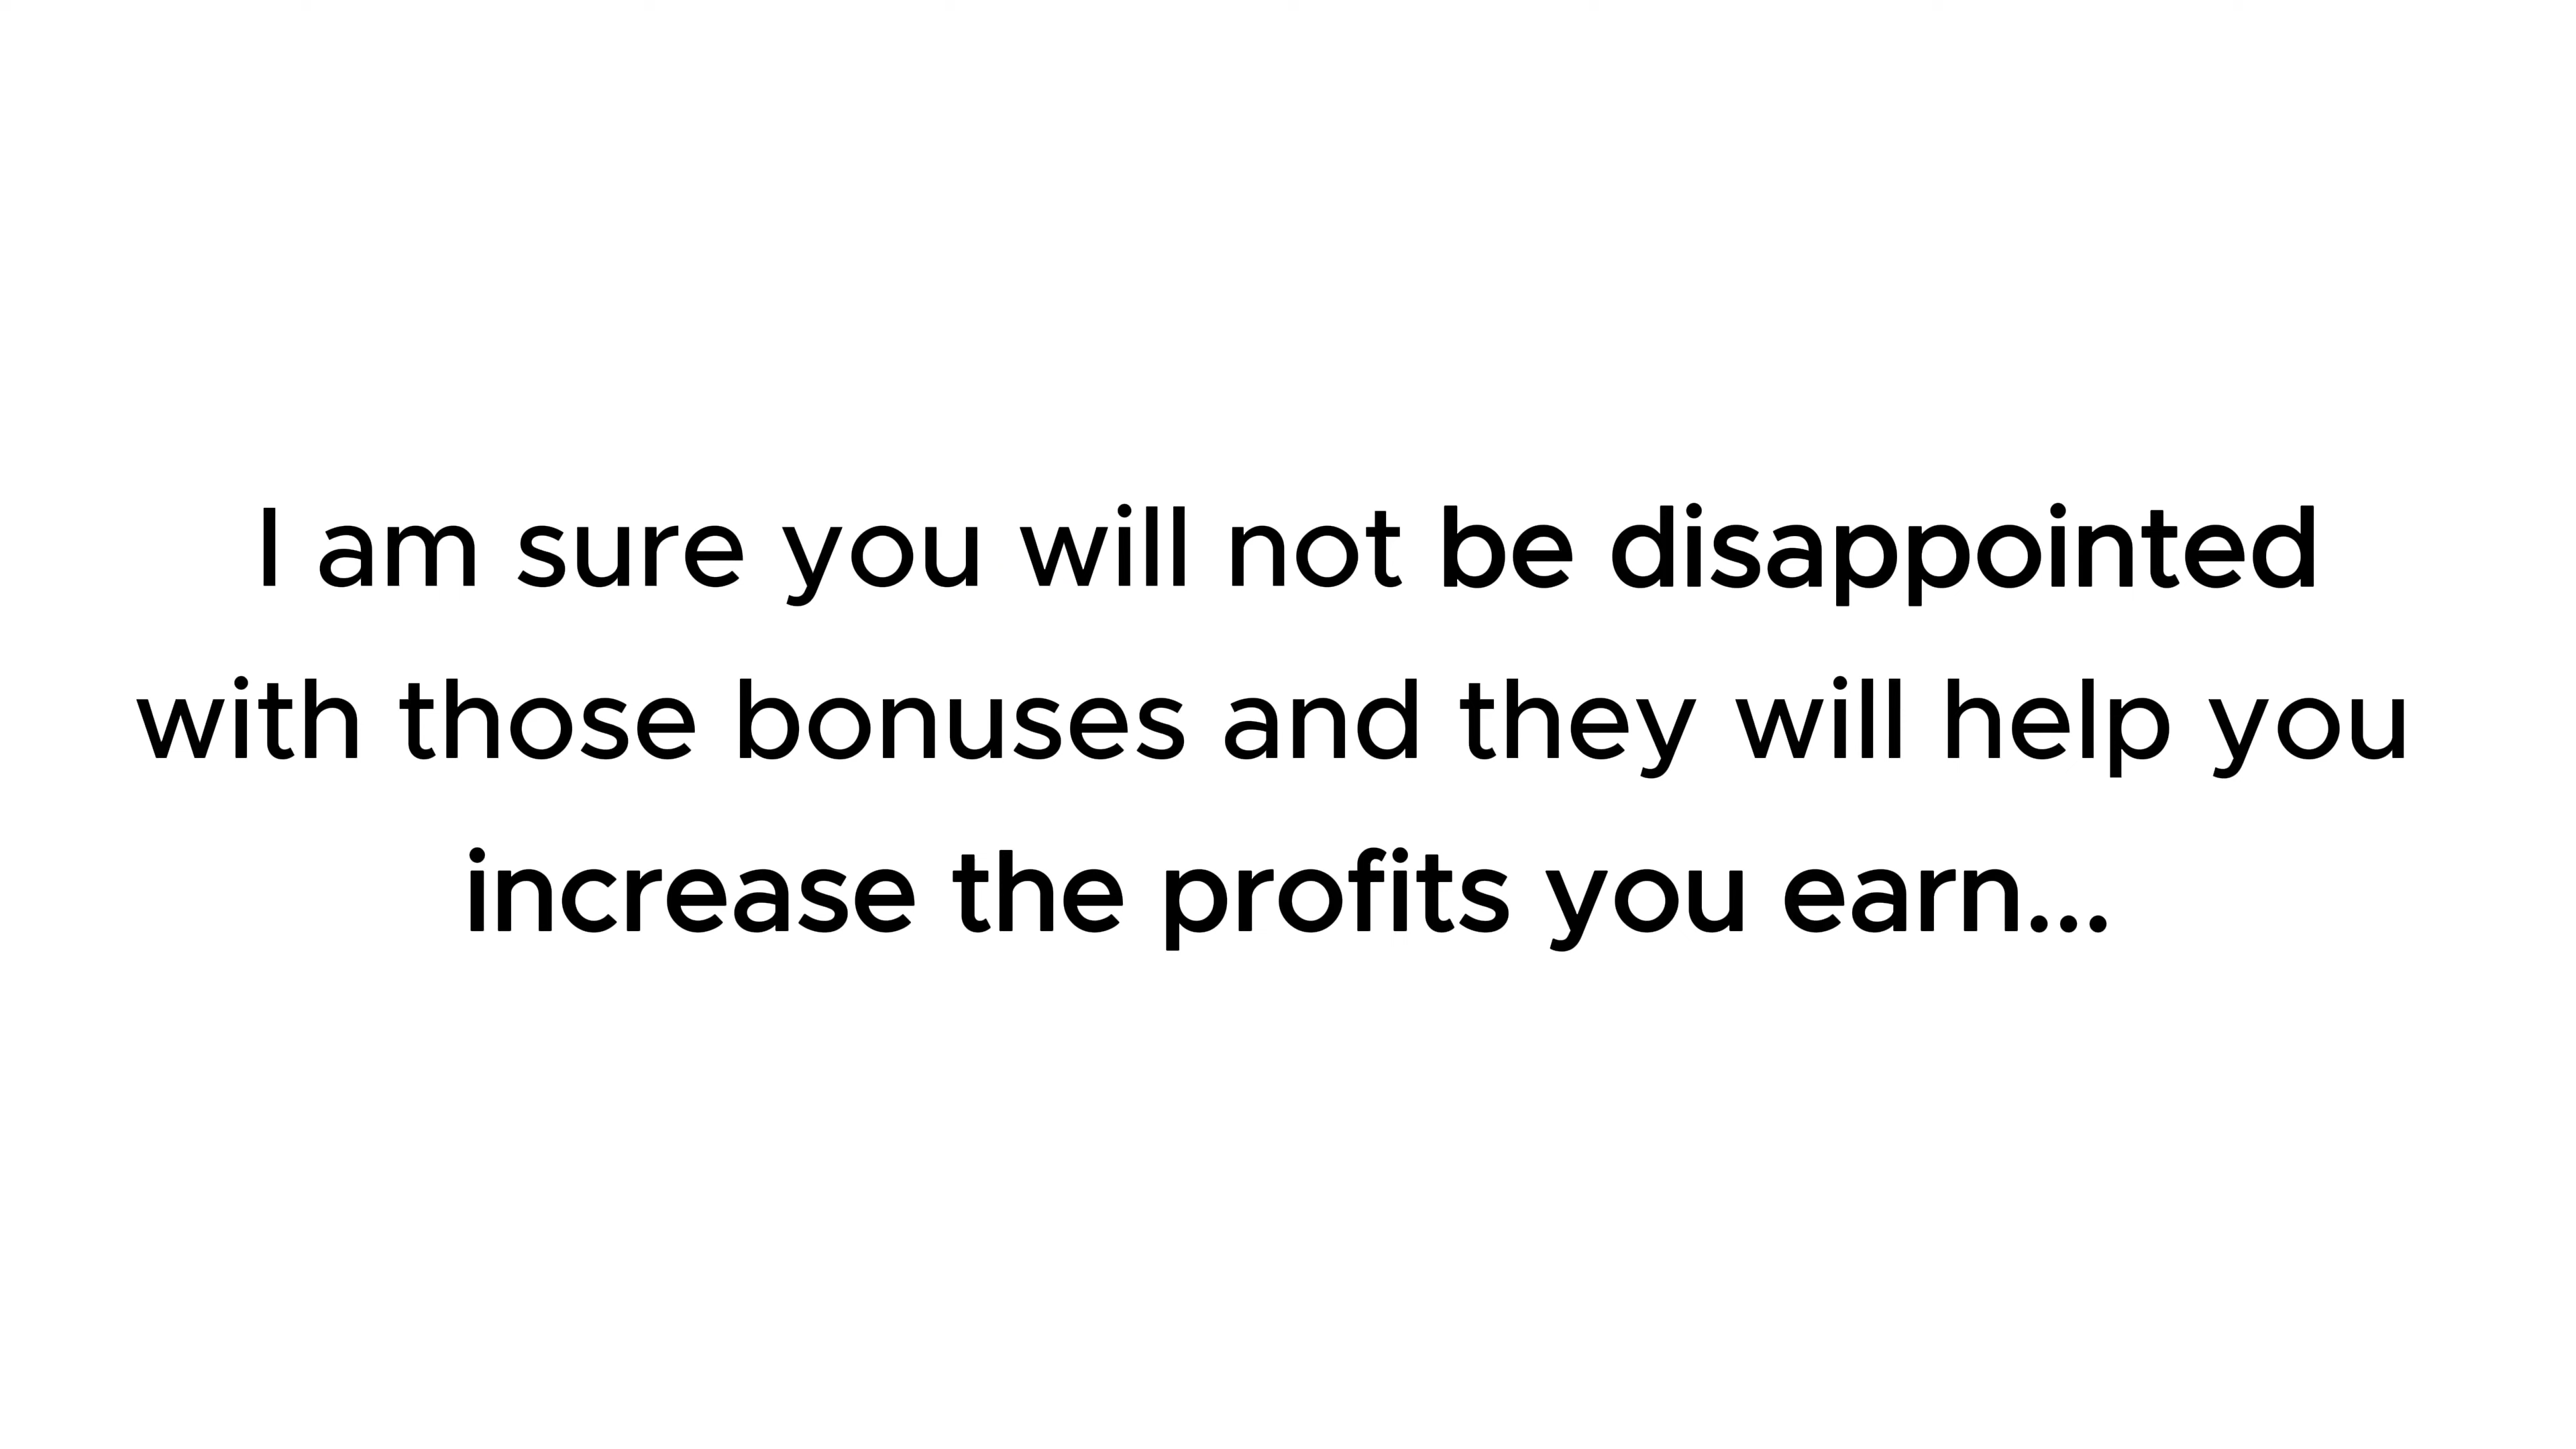 I am sure you will not be disappointed
with those bonuses and they will help you
increase the profits you earn...